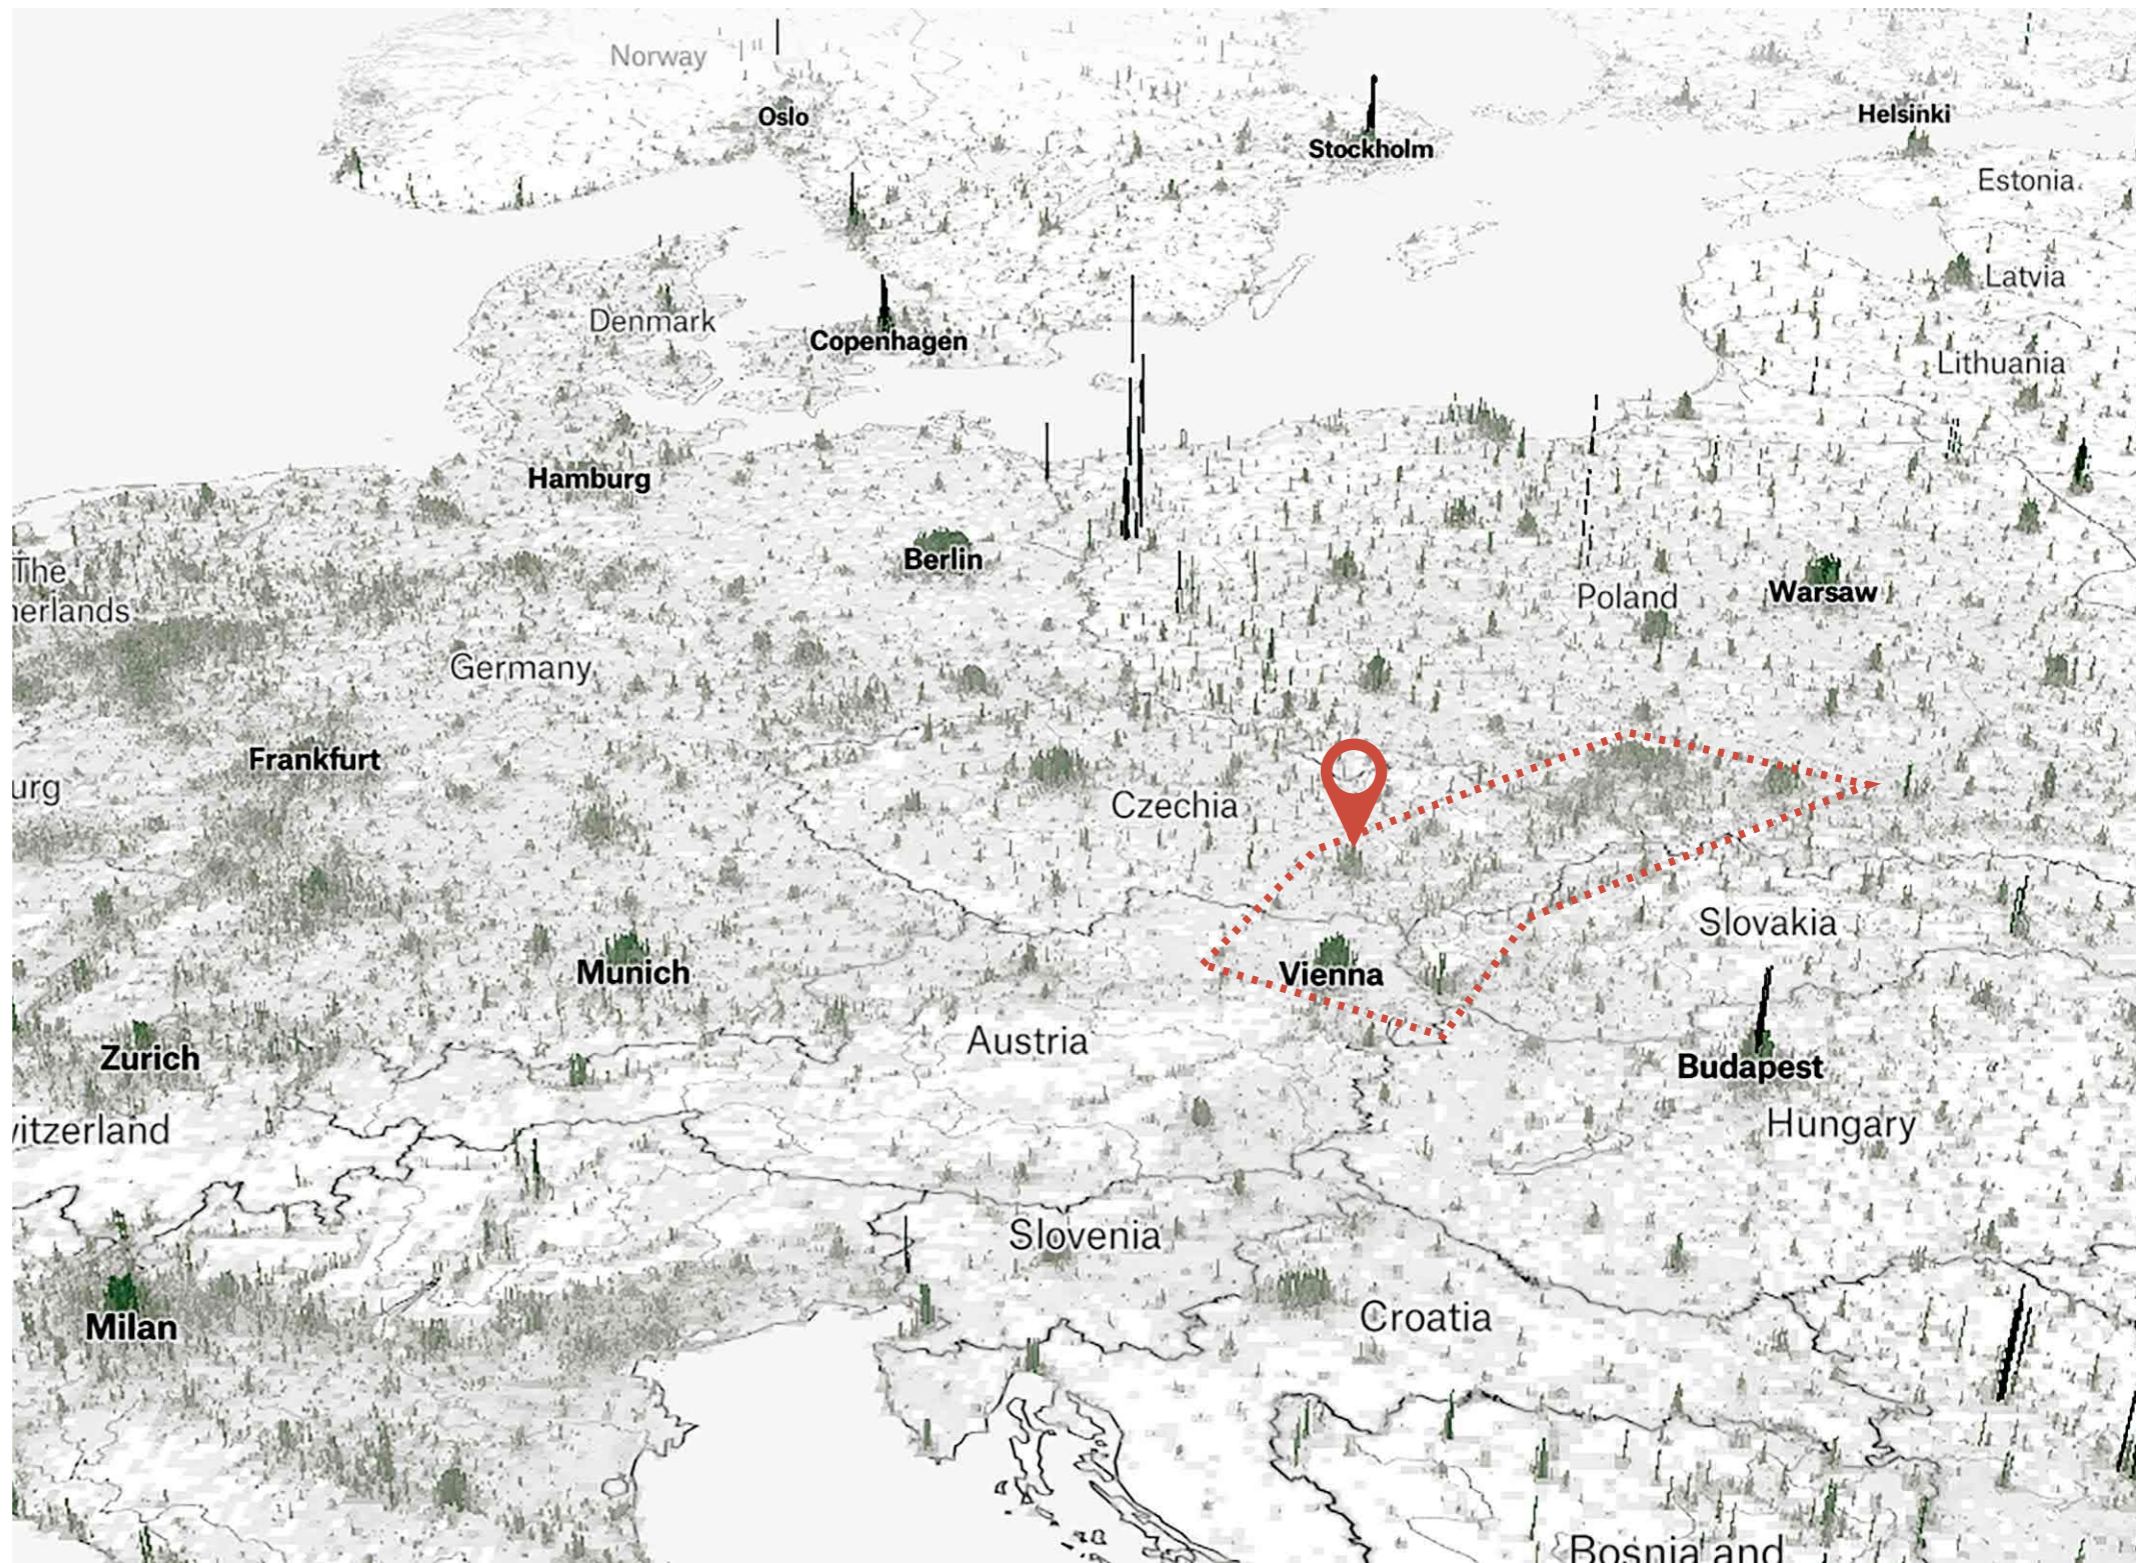 Norway
Oslo
Stockholm
Helsinki
Estonia
Latvia
Denmark
Copenhagen
Lithuania
Hamburg
Berlin
The
herlands
Poland
Warsaw
Germany
Frankfurt
urg
Czechia
Slovakia
Munich
Vienna
Austria
Zurich
Budapest
vitzerland
Hungary
Slovenia
Milan
Croatia
Bosnia and